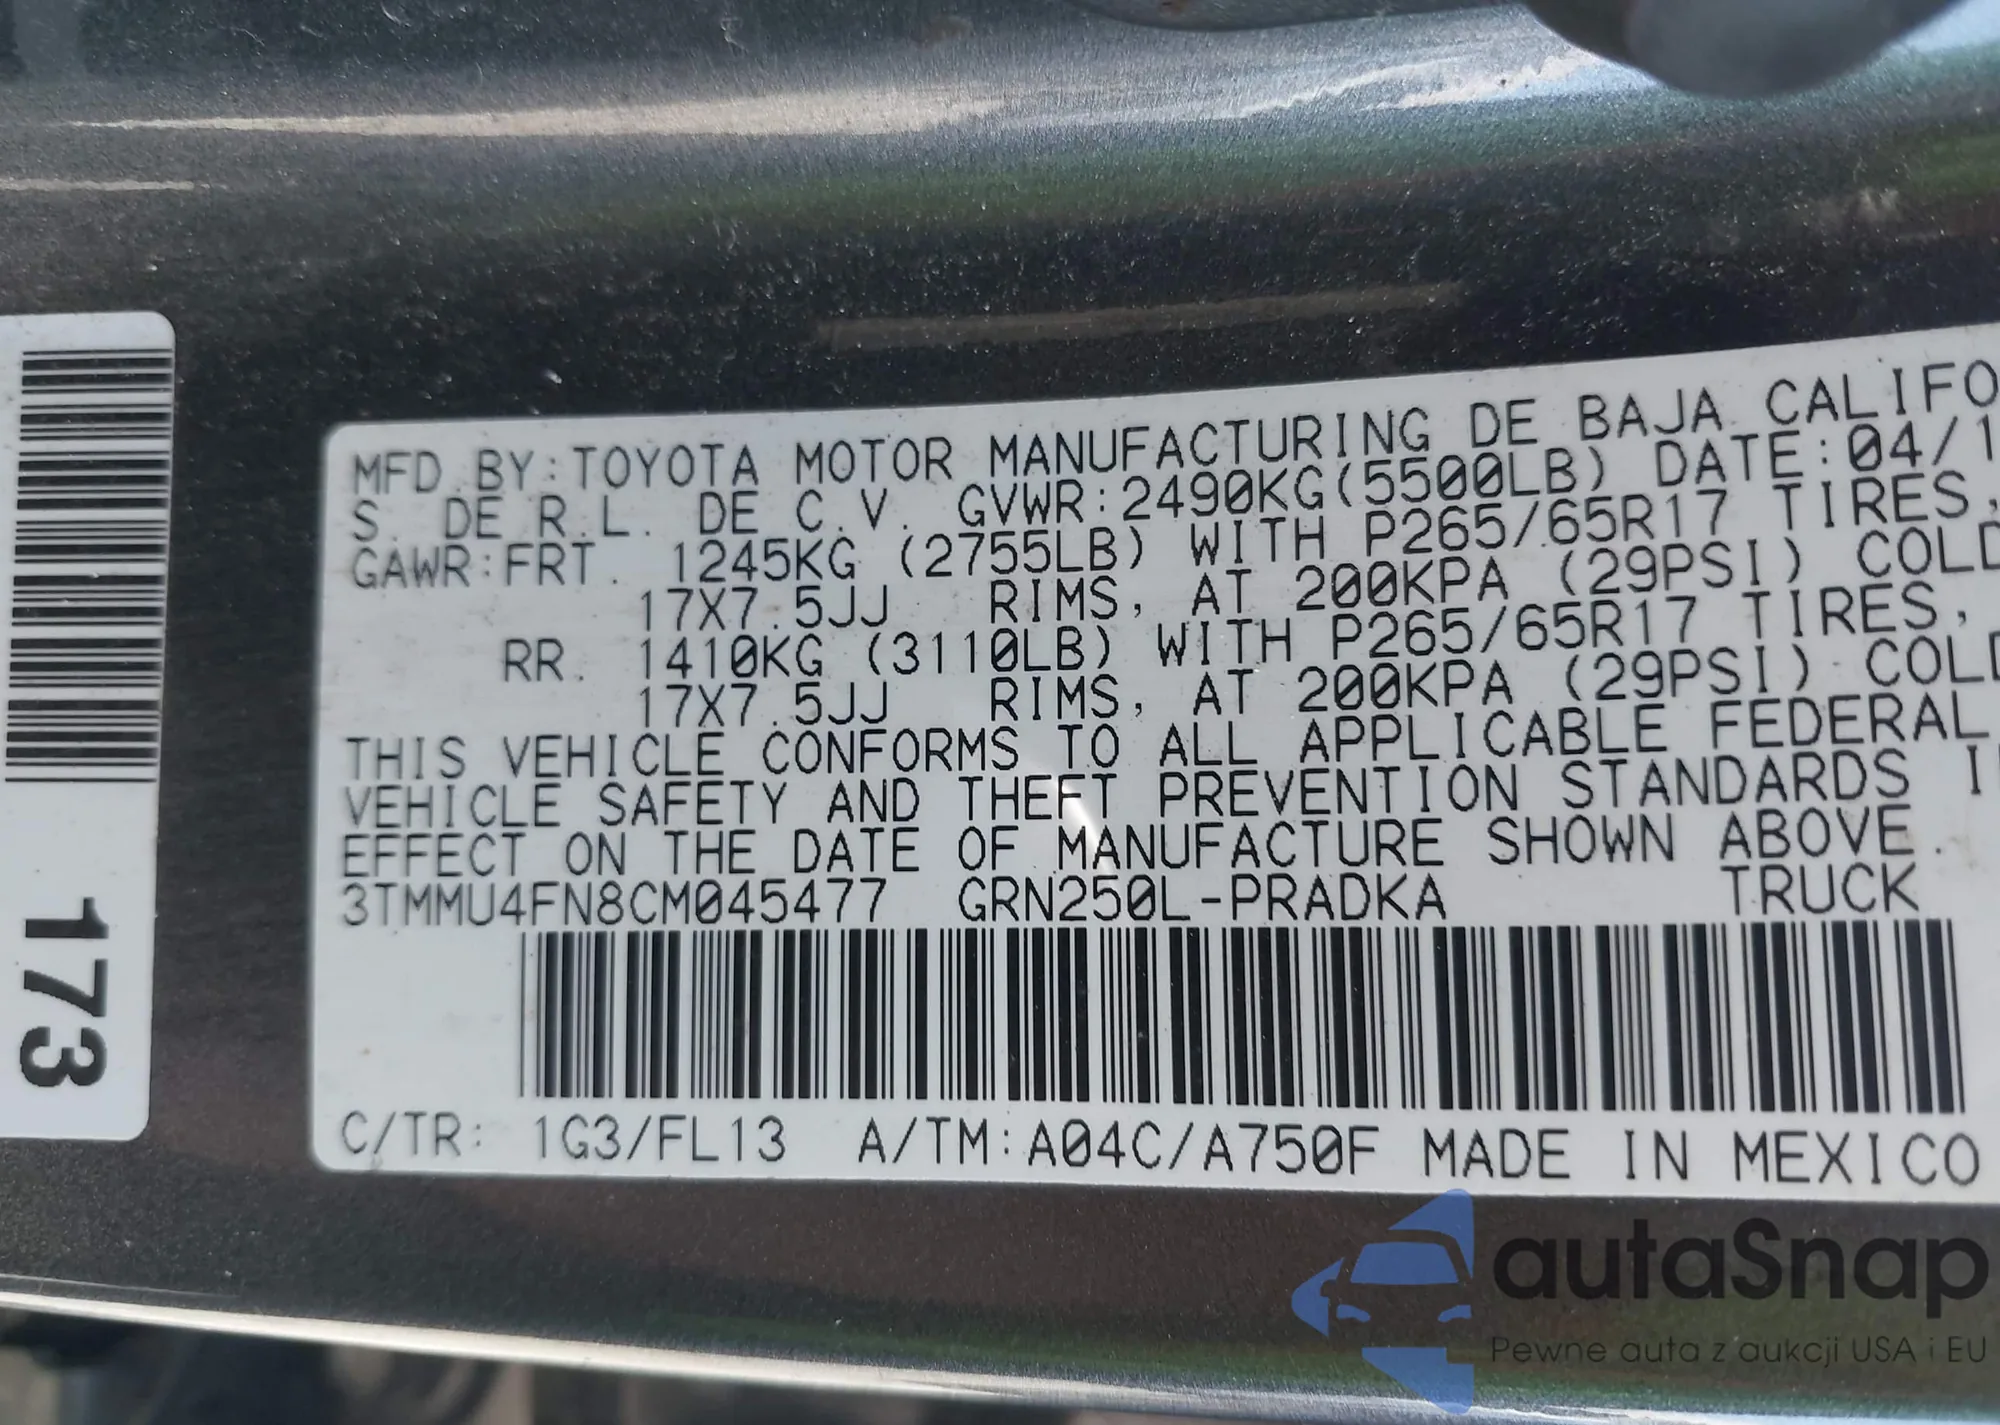 MFD. BY: TOYOTA MOTOR MANUFACTURING DE BAJA CALIFO
S. DE R.L. DE C.V. GVWR:2490KG(5500LB) DATE:04/1
GAWR:FRT. 1245KG (2755LB) WITH P265/65R17 TIRES,
17X7.5JJ RIMS, AT 200KPA (29PSI) COLD
RR. 1410KG (3110LB) WITH P265/65R17 TIRES,
17X7.5JJ RIMS, AT 200KPA (29PSI) COLD
THIS VEHICLE CONFORMS TO ALL APPLICABLE FEDERAL
VEHICLE SAFETY AND THEFT PREVENTION STANDARDS I
EFFECT ON THE DATE OF MANUFACTURE SHOWN ABOVE.
3TMMU4FN8CM045477 GRN250L-PRADKA TRUCK
C/TR: 1G3/FL13 A/TM:A04C/A750F MADE IN MEXICO
173
autaSnap
Pewne auta z aukcji USA i EU